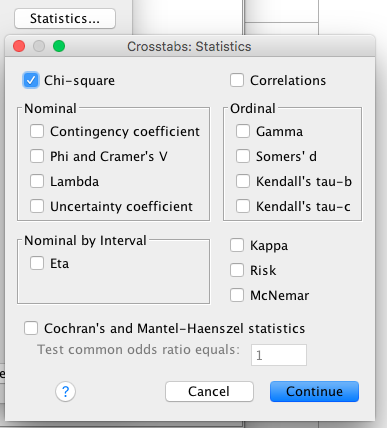 Statistics...
Crosstabs: Statistics
Chi-square
Correlations
Nominal
Contingency coefficient
Phi and Cramer's V
Lambda
Uncertainty coefficient
Ordinal
Gamma
Somers' d
Kendall's tau-b
Kendall's tau-c
Nominal by Interval
Eta
Kappa
Risk
McNemar
Cochran's and Mantel-Haenszel statistics
Test common odds ratio equals: 1
e
?
Cancel
Continue